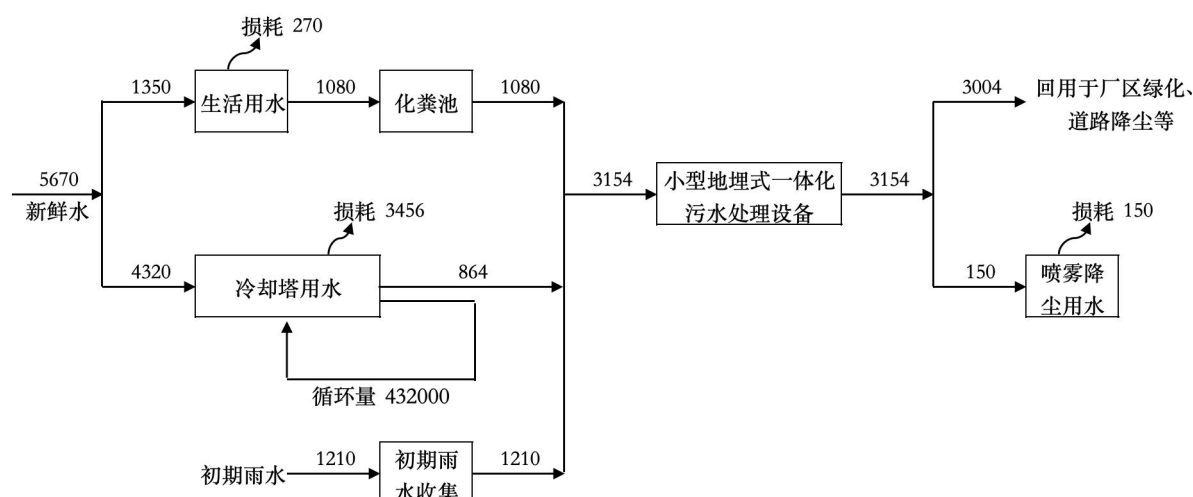 损耗 270
1350
生活用水
1080
化粪池
1080
3004
回用于厂区绿化、
道路降尘等
5670
新鲜水
3154
小型地埋式一体化
污水处理设备
3154
损耗 3456
损耗 150
4320
冷却塔用水
864
150
喷雾降
尘用水
循环量 432000
初期雨水
1210
初期雨
水收集
1210